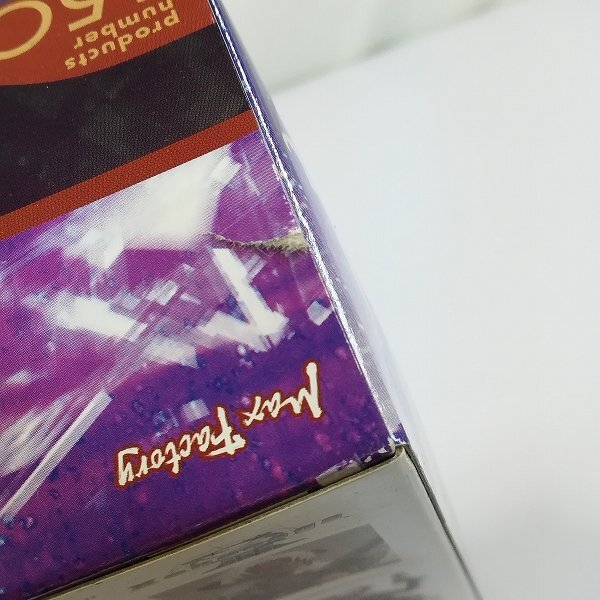 Max Factory
products
number